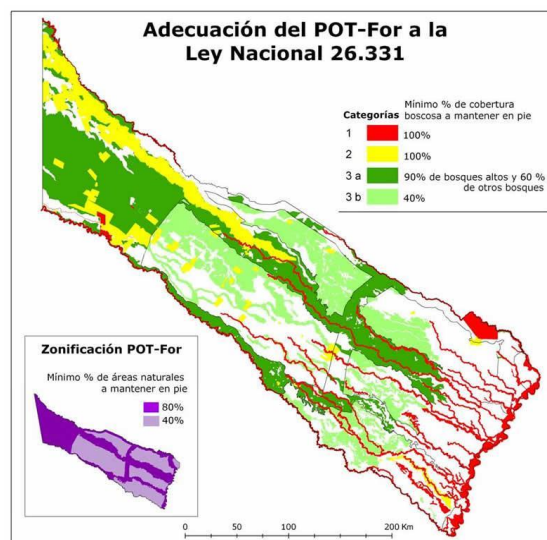 Adecuación del POT-For a la
Ley Nacional 26.331
Categorías
Mínimo % de cobertura
boscosa a mantener en pie
1 100%
2 100%
3 a 90% de bosques altos y 60 %
de otros bosques
3 b 40%
Zonificación POT-For
Mínimo % de áreas naturales
a mantener en pie
80%
40%
0 50 100 200 Km